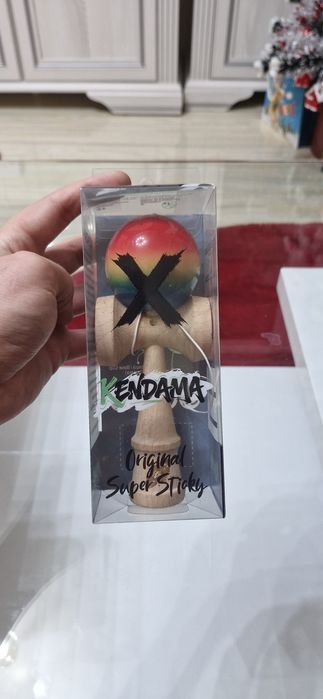 X
KENDAMA
Original
Super Sticky